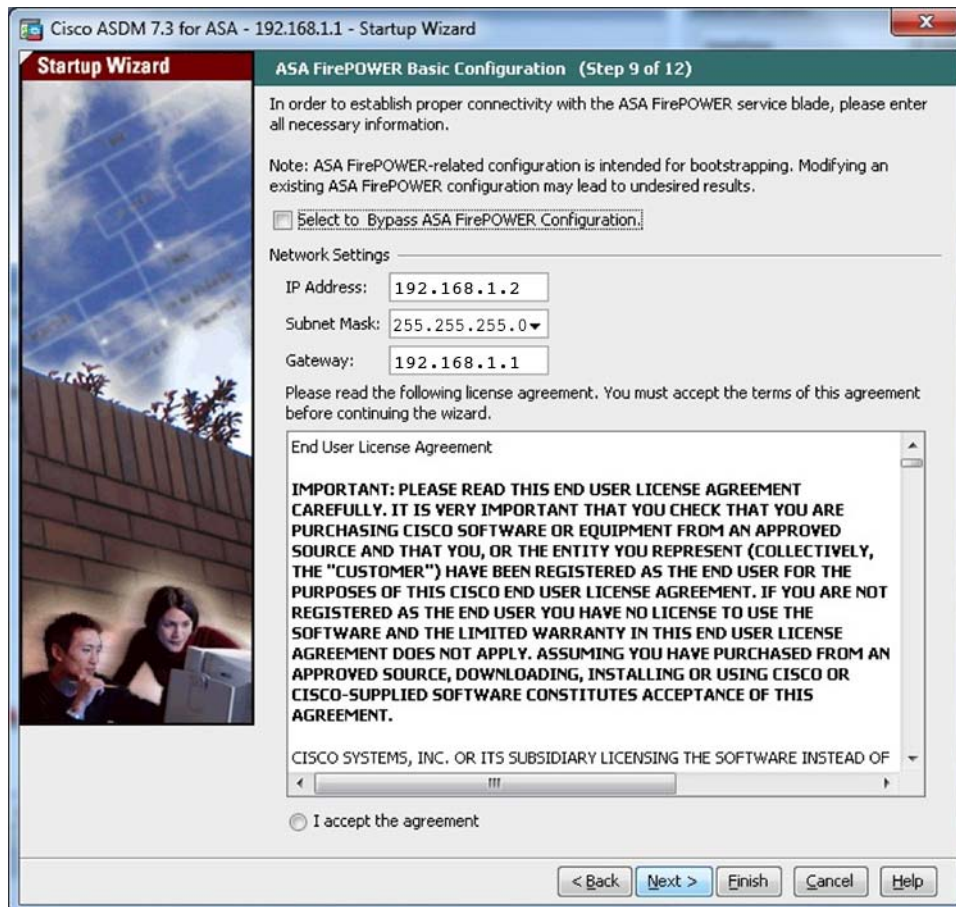 Cisco ASDM 7.3 for ASA - 192.168.1.1 - Startup Wizard
Startup Wizard
ASA FirePOWER Basic Configuration (Step 9 of 12)
In order to establish proper connectivity with the ASA FirePOWER service blade, please enter
all necessary information.
Note: ASA FirePOWER-related configuration is intended for bootstrapping. Modifying an
existing ASA FirePOWER configuration may lead to undesired results.
Select to Bypass ASA FirePOWER Configuration.
Network Settings
IP Address: 192.168.1.2
Subnet Mask: 255.255.255.0
Gateway: 192.168.1.1
Please read the following license agreement. You must accept the terms of this agreement
before continuing the wizard.
End User License Agreement
IMPORTANT: PLEASE READ THIS END USER LICENSE AGREEMENT
CAREFULLY. IT IS VERY IMPORTANT THAT YOU CHECK THAT YOU ARE
PURCHASING CISCO SOFTWARE OR EQUIPMENT FROM AN APPROVED
SOURCE AND THAT YOU, OR THE ENTITY YOU REPRESENT (COLLECTIVELY,
THE "CUSTOMER") HAVE BEEN REGISTERED AS THE END USER FOR THE
PURPOSES OF THIS CISCO END USER LICENSE AGREEMENT. IF YOU ARE NOT
REGISTERED AS THE END USER YOU HAVE NO LICENSE TO USE THE
SOFTWARE AND THE LIMITED WARRANTY IN THIS END USER LICENSE
AGREEMENT DOES NOT APPLY. ASSUMING YOU HAVE PURCHASED FROM AN
APPROVED SOURCE, DOWNLOADING, INSTALLING OR USING CISCO OR
CISCO-SUPPLIED SOFTWARE CONSTITUTES ACCEPTANCE OF THIS
AGREEMENT.
CISCO SYSTEMS, INC. OR ITS SUBSIDIARY LICENSING THE SOFTWARE INSTEAD OF
I accept the agreement
< Back Next > Finish Cancel Help